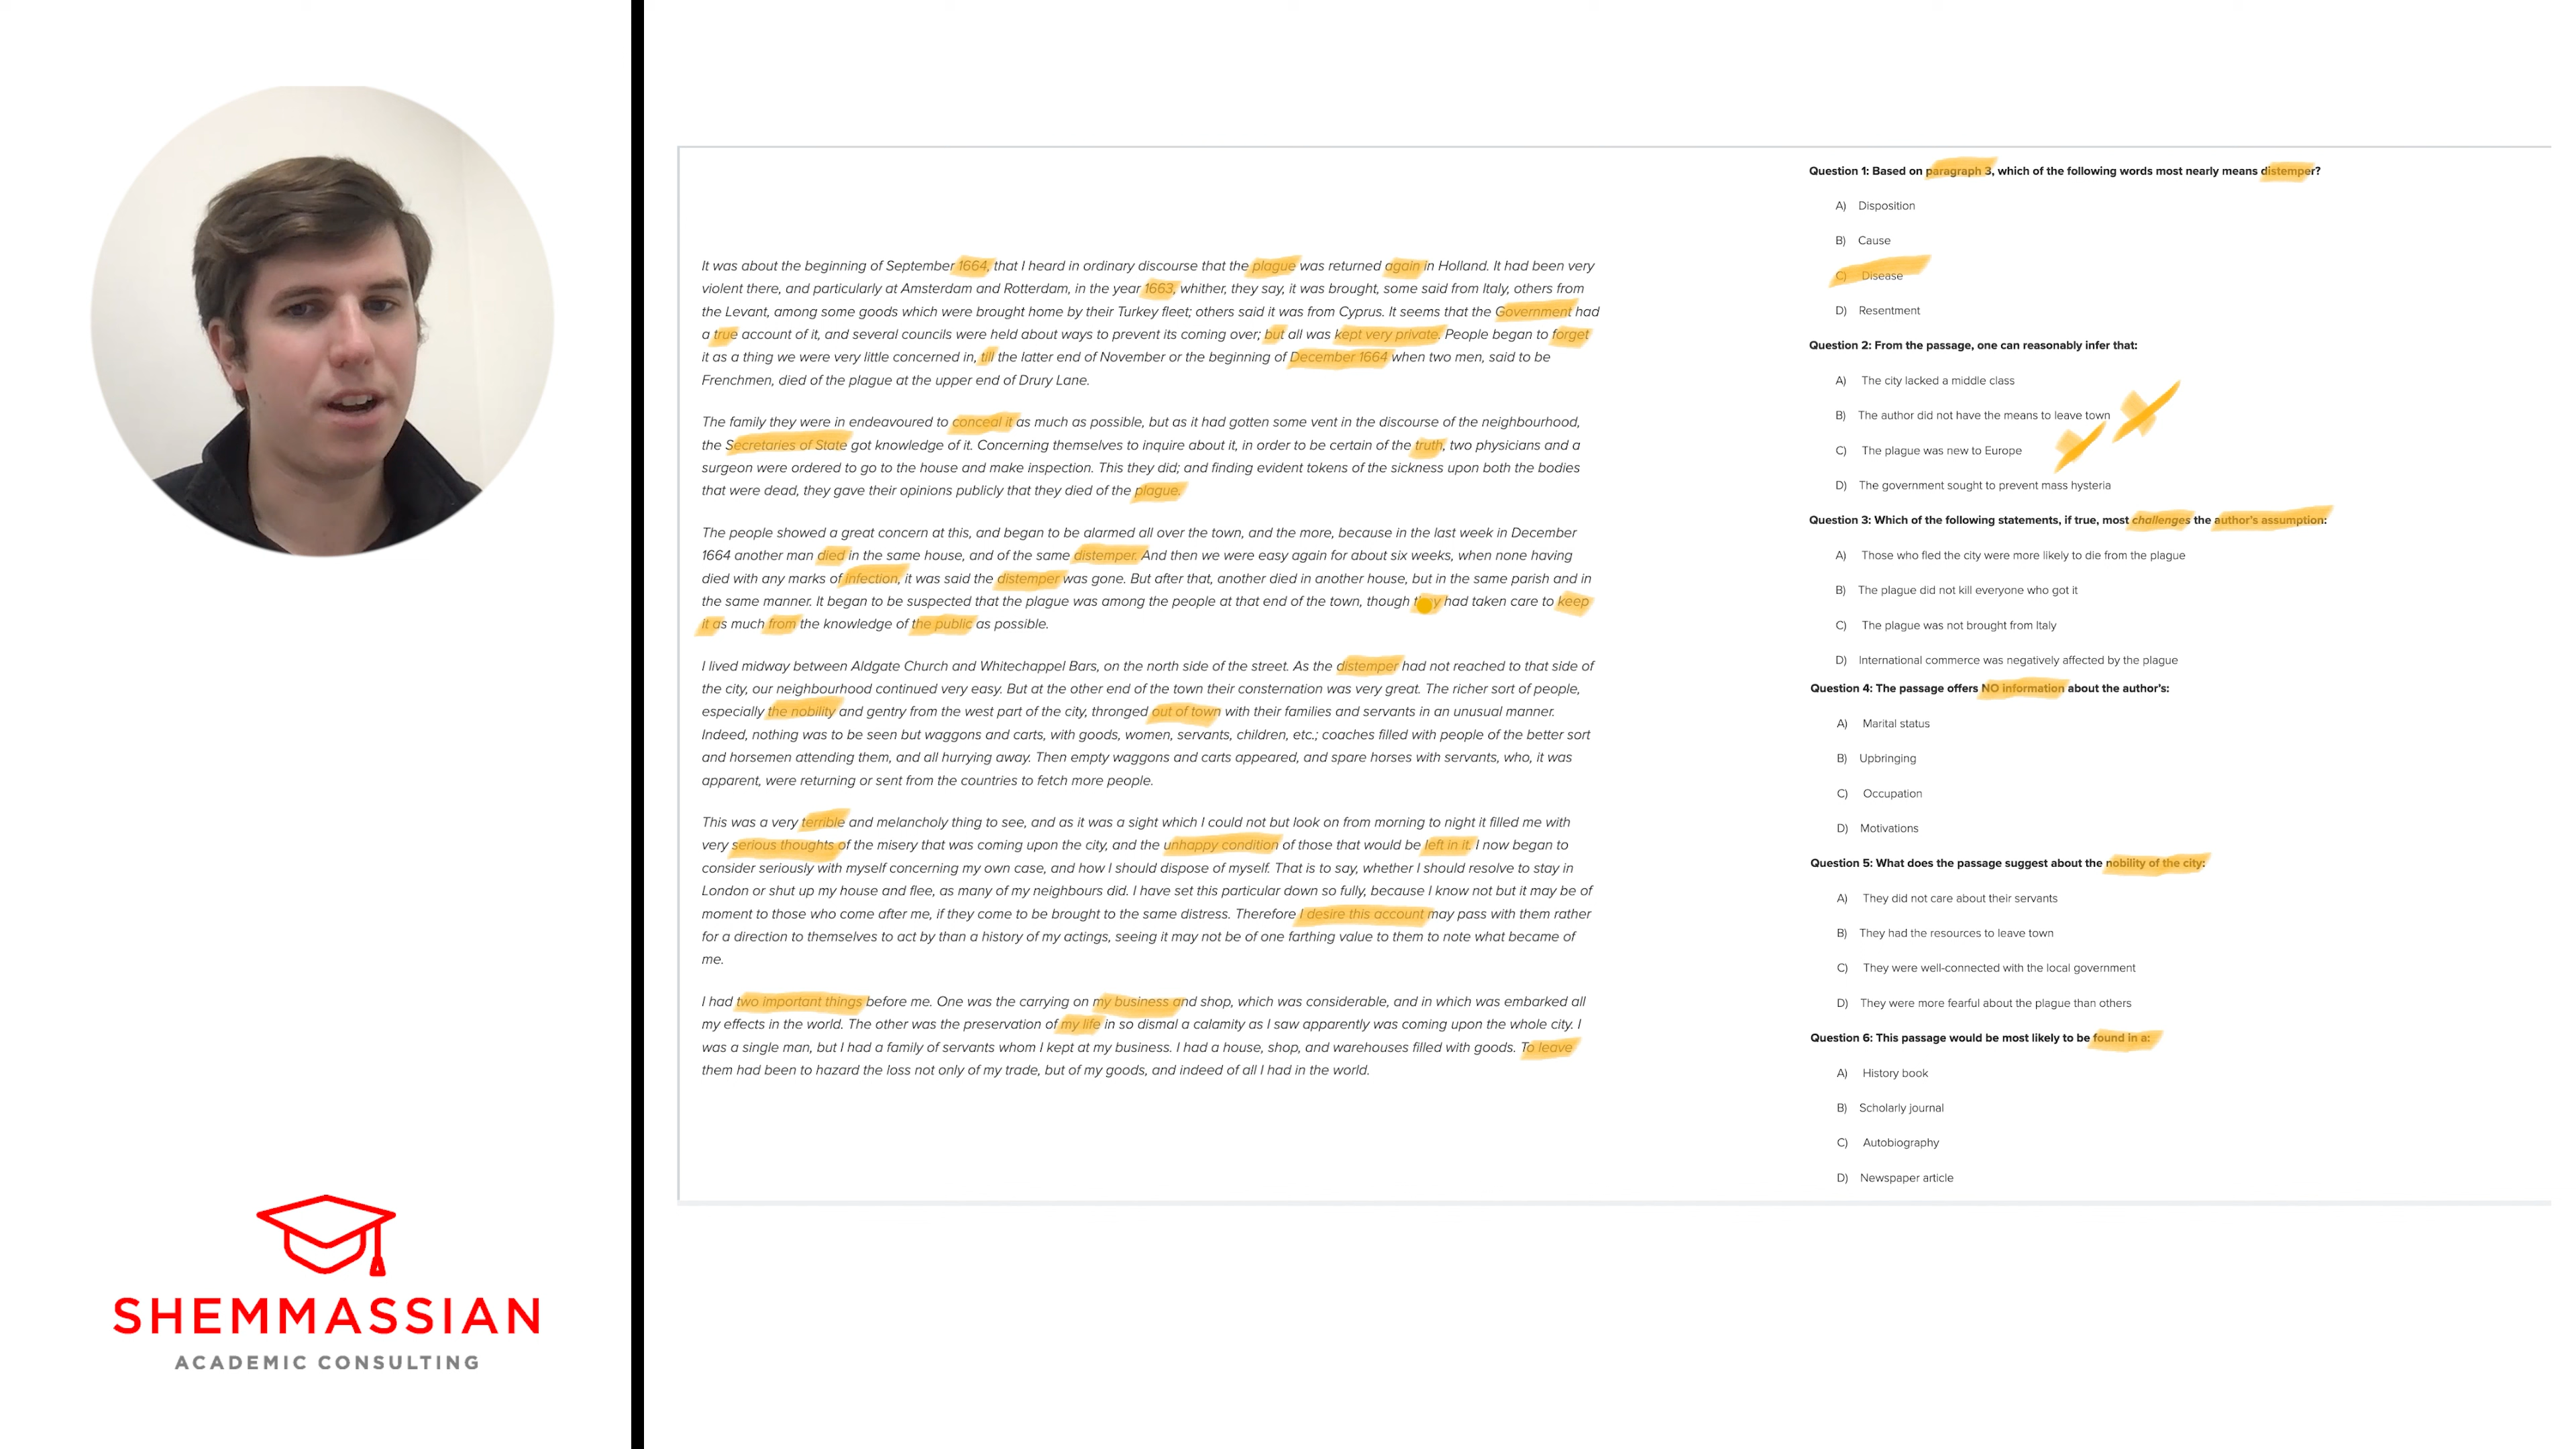 It was about the beginning of September 1664, that I heard in ordinary discourse that the plague was returned again in Holland. It had been very
violent there, and particularly at Amsterdam and Rotterdam, in the year 1663, whither, they say, it was brought, some said from Italy, others from
the Levant, among some goods which were brought home by their Turkey fleet; others said it was from Cyprus. It seems that the Government had
a true account of it, and several councils were held about ways to prevent its coming over; but all was kept very private. People began to forget
it as a thing we were very little concerned in, till the latter end of November or the beginning of December 1664 when two men, said to be
Frenchmen, died of the plague at the upper end of Drury Lane.
The family they were in endeavoured to conceal it as much as possible, but as it had gotten some vent in the discourse of the neighbourhood,
the Secretaries of State got knowledge of it. Concerning themselves to inquire about it, in order to be certain of the truth, two physicians and a
surgeon were ordered to go to the house and make inspection. This they did; and finding evident tokens of the sickness upon both the bodies
that were dead, they gave their opinions publicly that they died of the plague.
The people showed a great concern at this, and began to be alarmed all over the town, and the more, because in the last week in December
1664 another man died in the same house, and of the same distemper. And then we were easy again for about six weeks, when none having
died with any marks of infection, it was said the distemper was gone. But after that, another died in another house, but in the same parish and in
the same manner. It began to be suspected that the plague was among the people at that end of the town, though they had taken care to keep
it as much from the knowledge of the public as possible.
I lived midway between Aldgate Church and Whitechappel Bars, on the north side of the street. As the distemper had not reached to that side of
the city, our neighbourhood continued very easy. But at the other end of the town their consternation was very great. The richer sort of people,
especially the nobility and gentry from the west part of the city, thronged out of town with their families and servants in an unusual manner.
Indeed, nothing was to be seen but waggons and carts, with goods, women, servants, children, etc.; coaches filled with people of the better sort
and horsemen attending them, and all hurrying away. Then empty waggons and carts appeared, and spare horses with servants, who, it was
apparent, were returning or sent from the countries to fetch more people.
This was a very terrible and melancholy thing to see, and as it was a sight which I could not but look on from morning to night it filled me with
very serious thoughts of the misery that was coming upon the city, and the unhappy condition of those that would be left in it. I now began to
consider seriously with myself concerning my own case, and how I should dispose of myself. That is to say, whether I should resolve to stay in
London or shut up my house and flee, as many of my neighbours did. I have set this particular down so fully, because I know not but it may be of
moment to those who come after me, if they come to be brought to the same distress. Therefore I desire this account may pass with them rather
for a direction to themselves to act by than a history of my actings, seeing it may not be of one farthing value to them to note what became of
me.
I had two important things before me. One was the carrying on my business and shop, which was considerable, and in which was embarked all
my effects in the world. The other was the preservation of my life in so dismal a calamity as I saw apparently was coming upon the whole city. I
was a single man, but I had a family of servants whom I kept at my business. I had a house, shop, and warehouses filled with goods. To leave
them had been to hazard the loss not only of my trade, but of my goods, and indeed of all I had in the world.
Question 1: Based on paragraph 3, which of the following words most nearly means distemper?
A) Disposition
B) Cause
C) Disease
D) Resentment
Question 2: From the passage, one can reasonably infer that:
A) The city lacked a middle class
B) The author did not have the means to leave town
C) The plague was new to Europe
D) The government sought to prevent mass hysteria
Question 3: Which of the following statements, if true, most challenges the author's assumption:
A) Those who fled the city were more likely to die from the plague
B) The plague did not kill everyone who got it
C) The plague was not brought from Italy
D) International commerce was negatively affected by the plague
Question 4: The passage offers NO information about the author's:
A) Marital status
B) Upbringing
C) Occupation
D) Motivations
Question 5: What does the passage suggest about the nobility of the city:
A) They did not care about their servants
B) They had the resources to leave town
C) They were well-connected with the local government
D) They were more fearful about the plague than others
Question 6: This passage would be most likely to be found in a:
A) History book
B) Scholarly journal
C) Autobiography
D) Newspaper article
SHEMMASSIAN
ACADEMIC CONSULTING